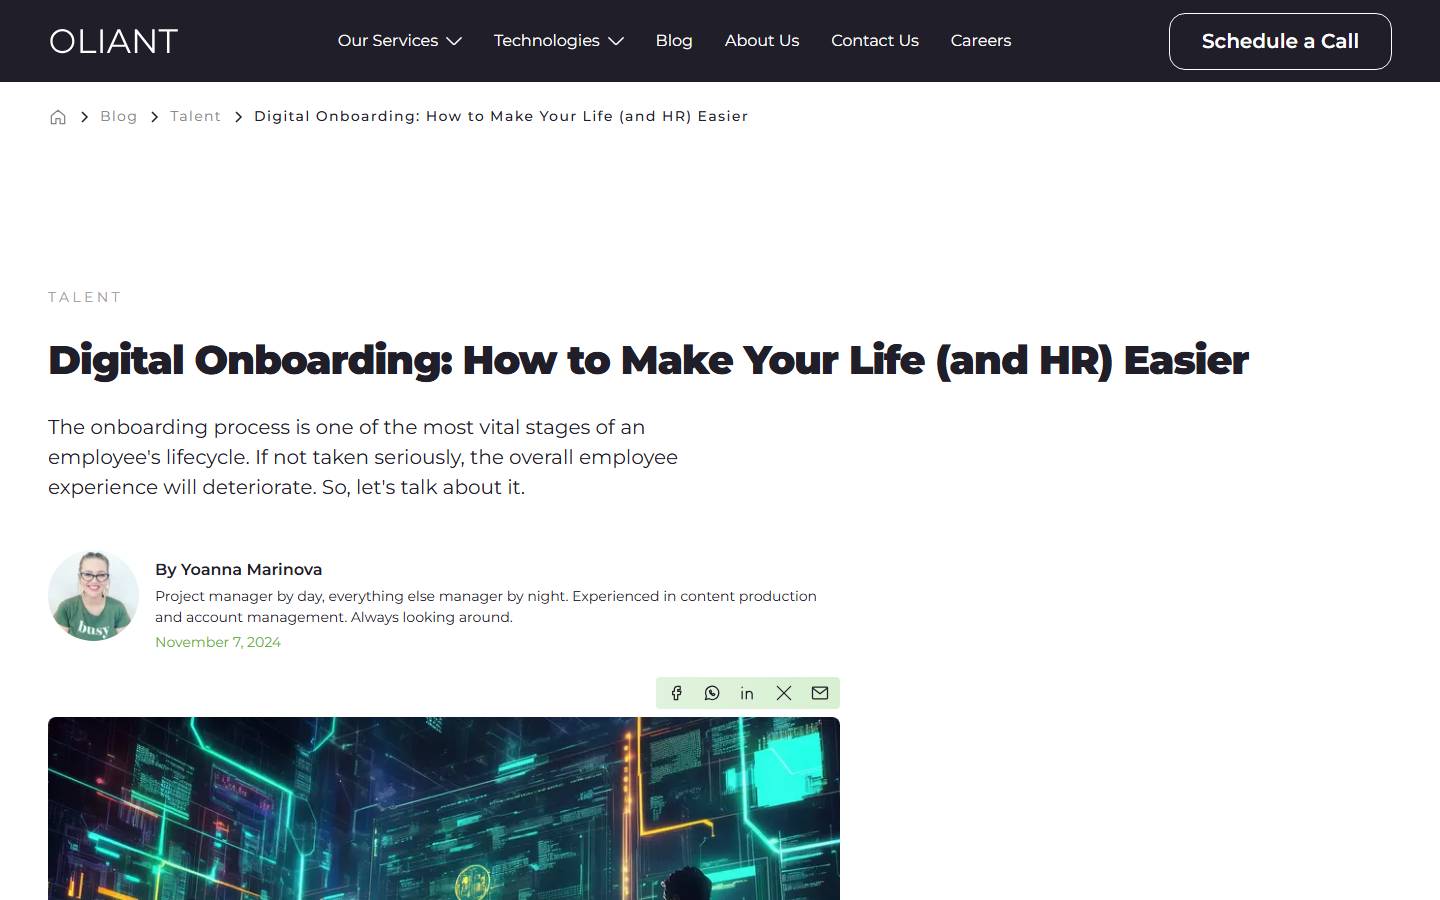 OLIANT
Our Services
Technologies
Blog
About Us
Contact Us
Careers
Schedule a Call
Blog
Talent
Digital Onboarding: How to Make Your Life (and HR) Easier
TALENT
Digital Onboarding: How to Make Your Life (and HR) Easier
The onboarding process is one of the most vital stages of an
employee's lifecycle. If not taken seriously, the overall employee
experience will deteriorate. So, let's talk about it.
busy
By Yoanna Marinova
Project manager by day, everything else manager by night. Experienced in content production
and account management. Always looking around.
November 7, 2024